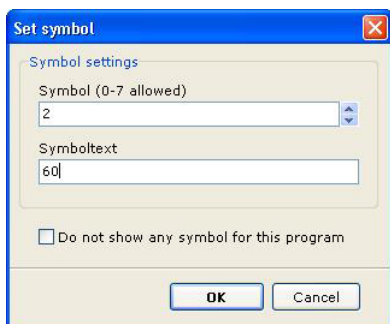 Set symbol
Symbol settings
Symbol (0-7 allowed)
2
Symboltext
60
Do not show any symbol for this program
OK Cancel